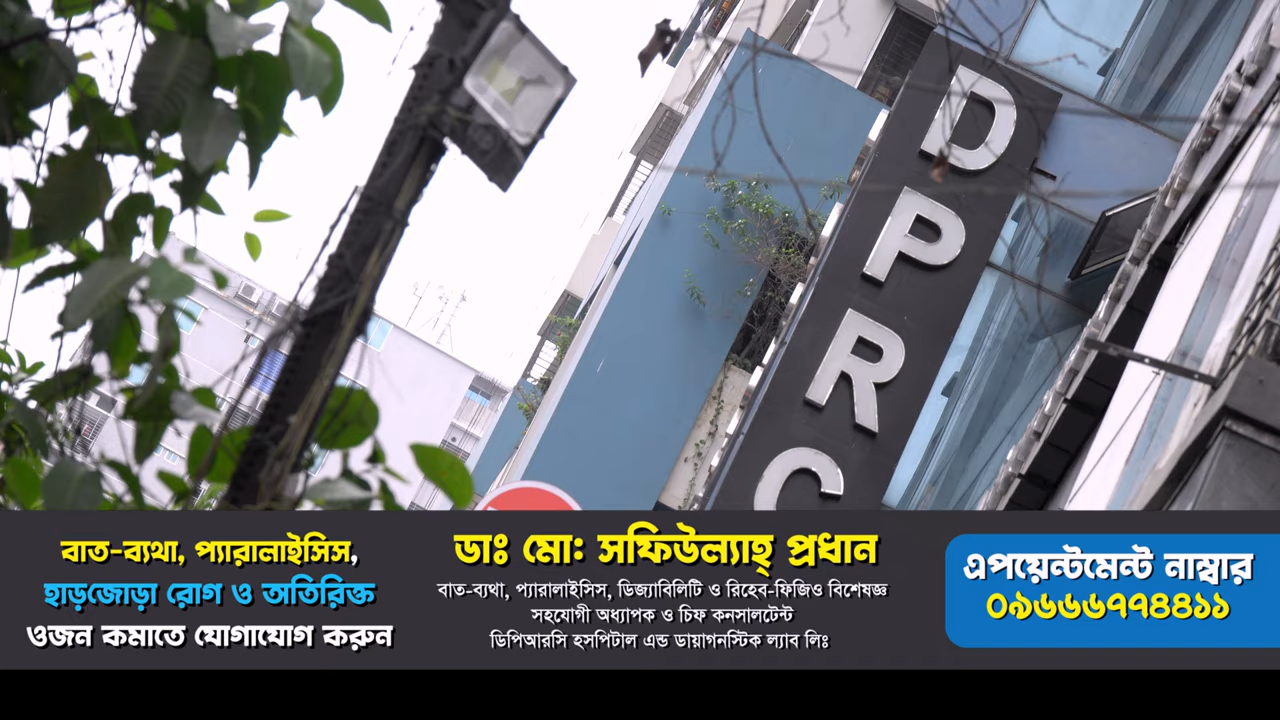 D
P
R
C
বাত-ব্যথা, প্যারালাইসিস,
হাড়জোড়া রোগ ও অতিরিক্ত
ওজন কমাতে যোগাযোগ করুন
ডাঃ মো: সফিউল্যাহ্ প্রধান
বাত-ব্যথা, প্যারালাইসিস, ডিজ্যাবিলিটি ও রিহেব-ফিজিও বিশেষজ্ঞ
সহযোগী অধ্যাপক ও চিফ কনসালটেন্ট
ডিপিআরসি হসপিটাল এন্ড ডায়াগনস্টিক ল্যাব লিঃ
এপয়েন্টমেন্ট নাম্বার
০৯৬৬৬৭৭৪৪১১